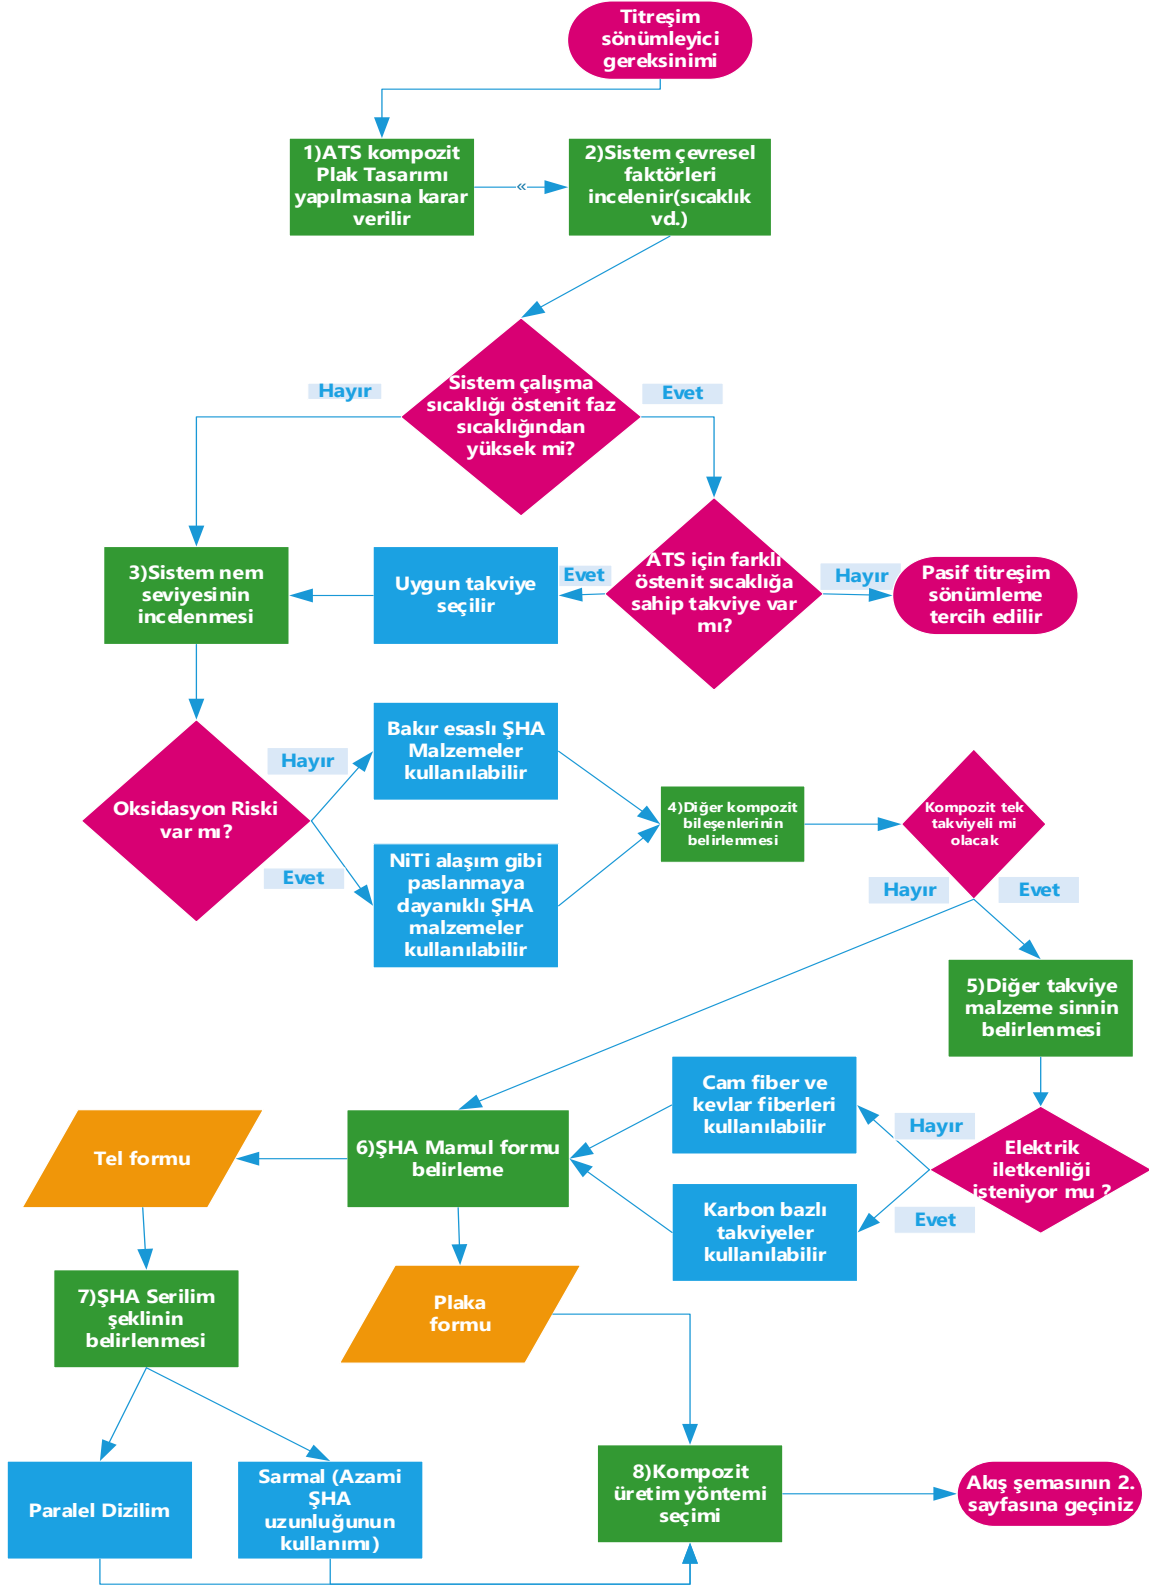 Titreşim
sönümleyici
gereksinimi
1)ATS kompozit
Plak Tasarımı
yapılmasına karar
verilir
«
2)Sistem çevresel
faktörleri
incelenir(sıcaklık
vd.)
Sistem çalışma
sıcaklığı östenit faz
sıcaklığından
yüksek mi?
Hayır
Evet
3)Sistem nem
seviyesinin
incelenmesi
Uygun takviye
seçilir
Evet
ATS için farklı
östenit sıcaklığa
sahip takviye var
mı?
Hayır
Pasif titreşim
sönümleme
tercih edilir
Oksidasyon Riski
var mı?
Hayır
Evet
Bakır esaslı ŞHA
Malzemeler
kullanılabilir
NiTi alaşım gibi
paslanmaya
dayanıklı ŞHA
malzemeler
kullanılabilir
4)Diğer kompozit
bileşenlerinin
belirlenmesi
Kompozit tek
takviyeli mi
olacak
Hayır
Evet
5)Diğer takviye
malzeme sinnin
belirlenmesi
Elektrik
iletkenliği
isteniyor mu ?
Hayır
Evet
Cam fiber ve
kevlar fiberleri
kullanılabilir
Karbon bazlı
takviyeler
kullanılabilir
6)ŞHA Mamul formu
belirleme
Tel formu
Plaka
formu
7)ŞHA Serilim
şeklinin
belirlenmesi
Paralel Dizilim
Sarmal (Azami
ŞHA
uzunluğunun
kullanımı)
8)Kompozit
üretim yöntemi
seçimi
Akış şemasının 2.
sayfasına geçiniz